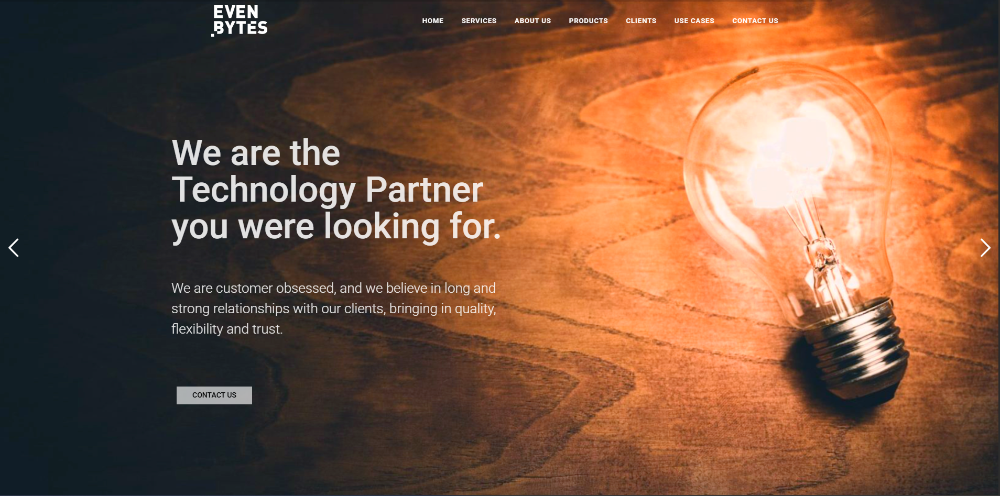 EVEN
BYTES
HOME SERVICES ABOUT US PRODUCTS CLIENTS USE CASES CONTACT US
We are the
Technology Partner
you were looking for.
We are customer obsessed, and we believe in long and
strong relationships with our clients, bringing in quality,
flexibility and trust.
CONTACT US